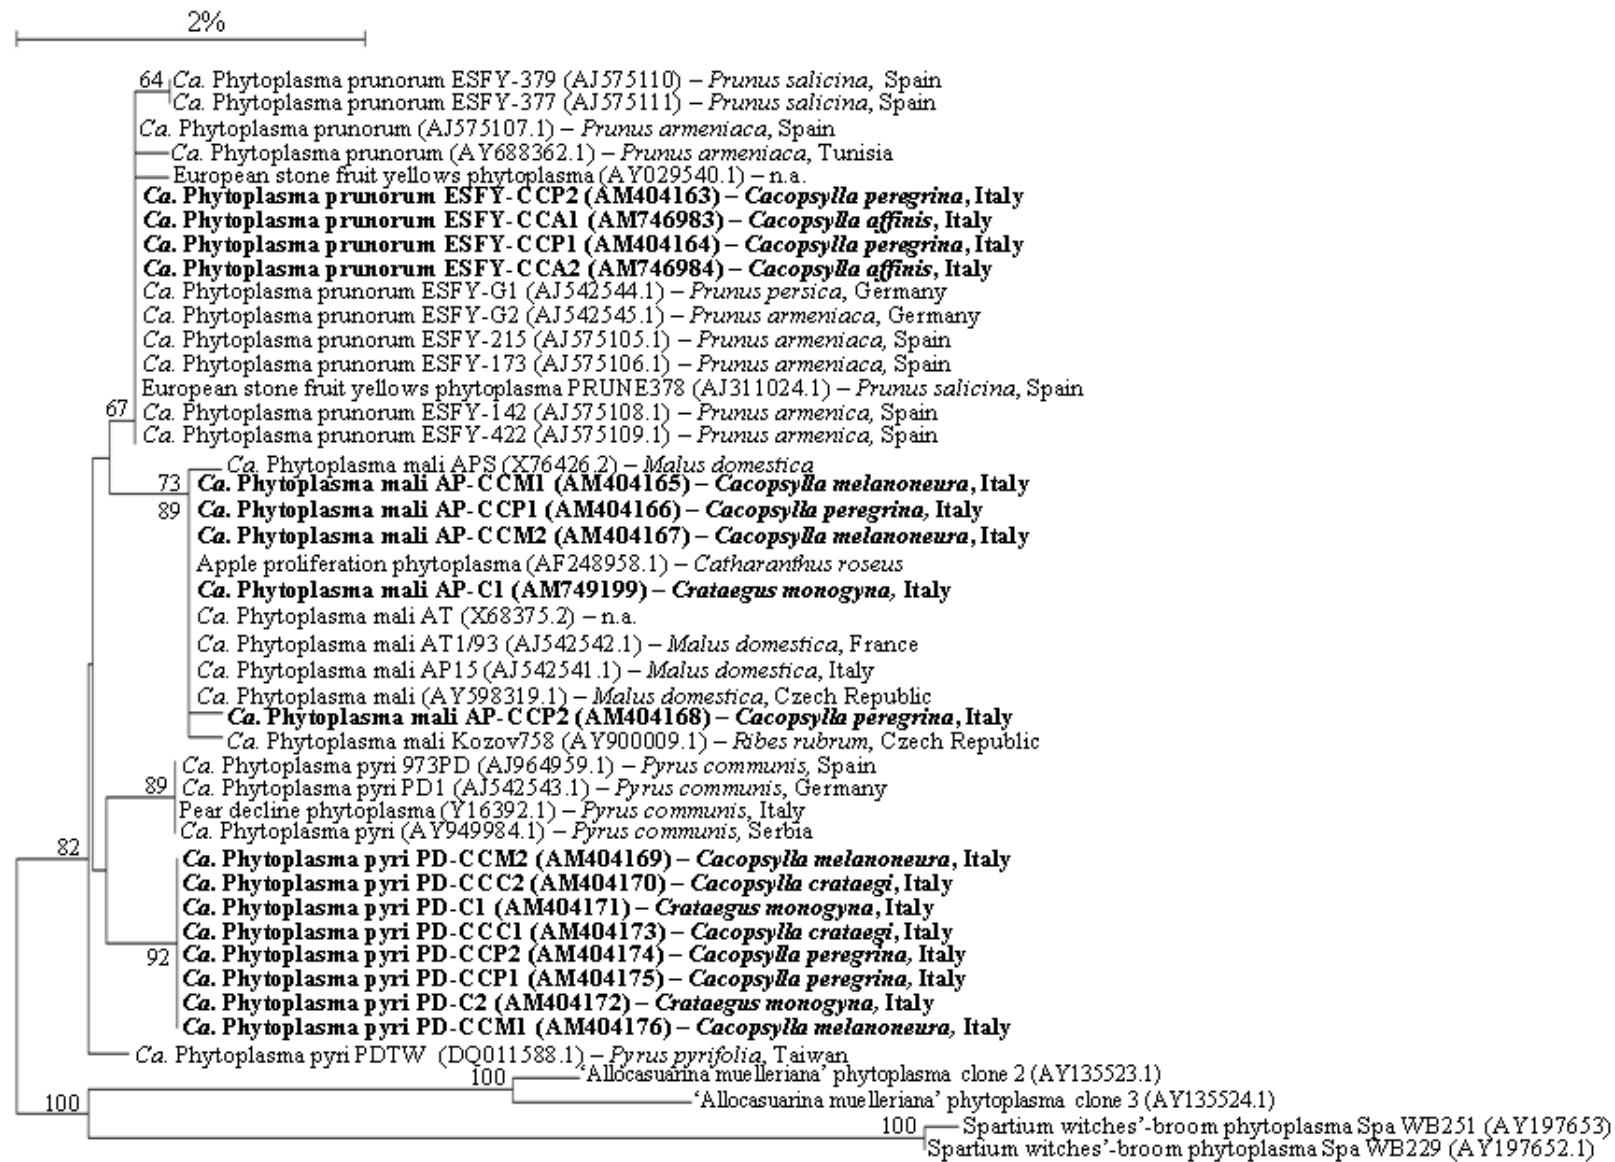 2%
64 Ca. Phytoplasma prunorum ESFY-379 (AJ575110) – Prunus salicina, Spain
Ca. Phytoplasma prunorum ESFY-377 (AJ575111) – Prunus salicina, Spain
Ca. Phytoplasma prunorum (AJ575107.1) – Prunus armeniaca, Spain
Ca. Phytoplasma prunorum (AY688362.1) – Prunus armeniaca, Tunisia
European stone fruit yellows phytoplasma (AY029540.1) – n.a.
Ca. Phytoplasma prunorum ESFY-CCP2 (AM404163) – Cacopsylla peregrina, Italy
Ca. Phytoplasma prunorum ESFY-CCA1 (AM746983) – Cacopsylla affinis, Italy
Ca. Phytoplasma prunorum ESFY-CCP1 (AM404164) – Cacopsylla peregrina, Italy
Ca. Phytoplasma prunorum ESFY-CCA2 (AM746984) – Cacopsylla affinis, Italy
Ca. Phytoplasma prunorum ESFY-G1 (AJ542544.1) – Prunus persica, Germany
Ca. Phytoplasma prunorum ESFY-G2 (AJ542545.1) – Prunus armeniaca, Germany
Ca. Phytoplasma prunorum ESFY-215 (AJ575105.1) – Prunus armeniaca, Spain
Ca. Phytoplasma prunorum ESFY-173 (AJ575106.1) – Prunus armeniaca, Spain
European stone fruit yellows phytoplasma PRUNE378 (AJ311024.1) – Prunus salicina, Spain
67 Ca. Phytoplasma prunorum ESFY-142 (AJ575108.1) – Prunus armenica, Spain
Ca. Phytoplasma prunorum ESFY-422 (AJ575109.1) – Prunus armenica, Spain
Ca. Phytoplasma mali APS (X76426.2) – Malus domestica
73 Ca. Phytoplasma mali AP-CCM1 (AM404165) – Cacopsylla melanoneura, Italy
89 Ca. Phytoplasma mali AP-CCP1 (AM404166) – Cacopsylla peregrina, Italy
Ca. Phytoplasma mali AP-CCM2 (AM404167) – Cacopsylla melanoneura, Italy
Apple proliferation phytoplasma (AF248958.1) – Catharanthus roseus
Ca. Phytoplasma mali AP-C1 (AM749199) – Crataegus monogyna, Italy
Ca. Phytoplasma mali AT (X68375.2) – n.a.
Ca. Phytoplasma mali AT1/93 (AJ542542.1) – Malus domestica, France
Ca. Phytoplasma mali AP15 (AJ542541.1) – Malus domestica, Italy
Ca. Phytoplasma mali (AY598319.1) – Malus domestica, Czech Republic
Ca. Phytoplasma mali AP-CCP2 (AM404168) – Cacopsylla peregrina, Italy
Ca. Phytoplasma mali Kozov758 (AY900009.1) – Ribes rubrum, Czech Republic
Ca. Phytoplasma pyri 973PD (AJ964959.1) – Pyrus communis, Spain
89 Ca. Phytoplasma pyri PD1 (AJ542543.1) – Pyrus communis, Germany
Pear decline phytoplasma (Y16392.1) – Pyrus communis, Italy
Ca. Phytoplasma pyri (AY949984.1) – Pyrus communis, Serbia
82 Ca. Phytoplasma pyri PD-CCM2 (AM404169) – Cacopsylla melanoneura, Italy
Ca. Phytoplasma pyri PD-CCC2 (AM404170) – Cacopsylla crataegi, Italy
Ca. Phytoplasma pyri PD-C1 (AM404171) – Crataegus monogyna, Italy
Ca. Phytoplasma pyri PD-CCC1 (AM404173) – Cacopsylla crataegi, Italy
92 Ca. Phytoplasma pyri PD-CCP2 (AM404174) – Cacopsylla peregrina, Italy
Ca. Phytoplasma pyri PD-CCP1 (AM404175) – Cacopsylla peregrina, Italy
Ca. Phytoplasma pyri PD-C2 (AM404172) – Crataegus monogyna, Italy
Ca. Phytoplasma pyri PD-CCM1 (AM404176) – Cacopsylla melanoneura, Italy
Ca. Phytoplasma pyri PDTW (DQ011588.1) – Pyrus pyrifolia, Taiwan
100 'Allocasuarina muelleriana' phytoplasma clone 2 (AY135523.1)
100 'Allocasuarina muelleriana' phytoplasma clone 3 (AY135524.1)
100 Spartium witches'-broom phytoplasma Spa WB251 (AY197653)
Spartium witches'-broom phytoplasma Spa WB229 (AY197652.1)